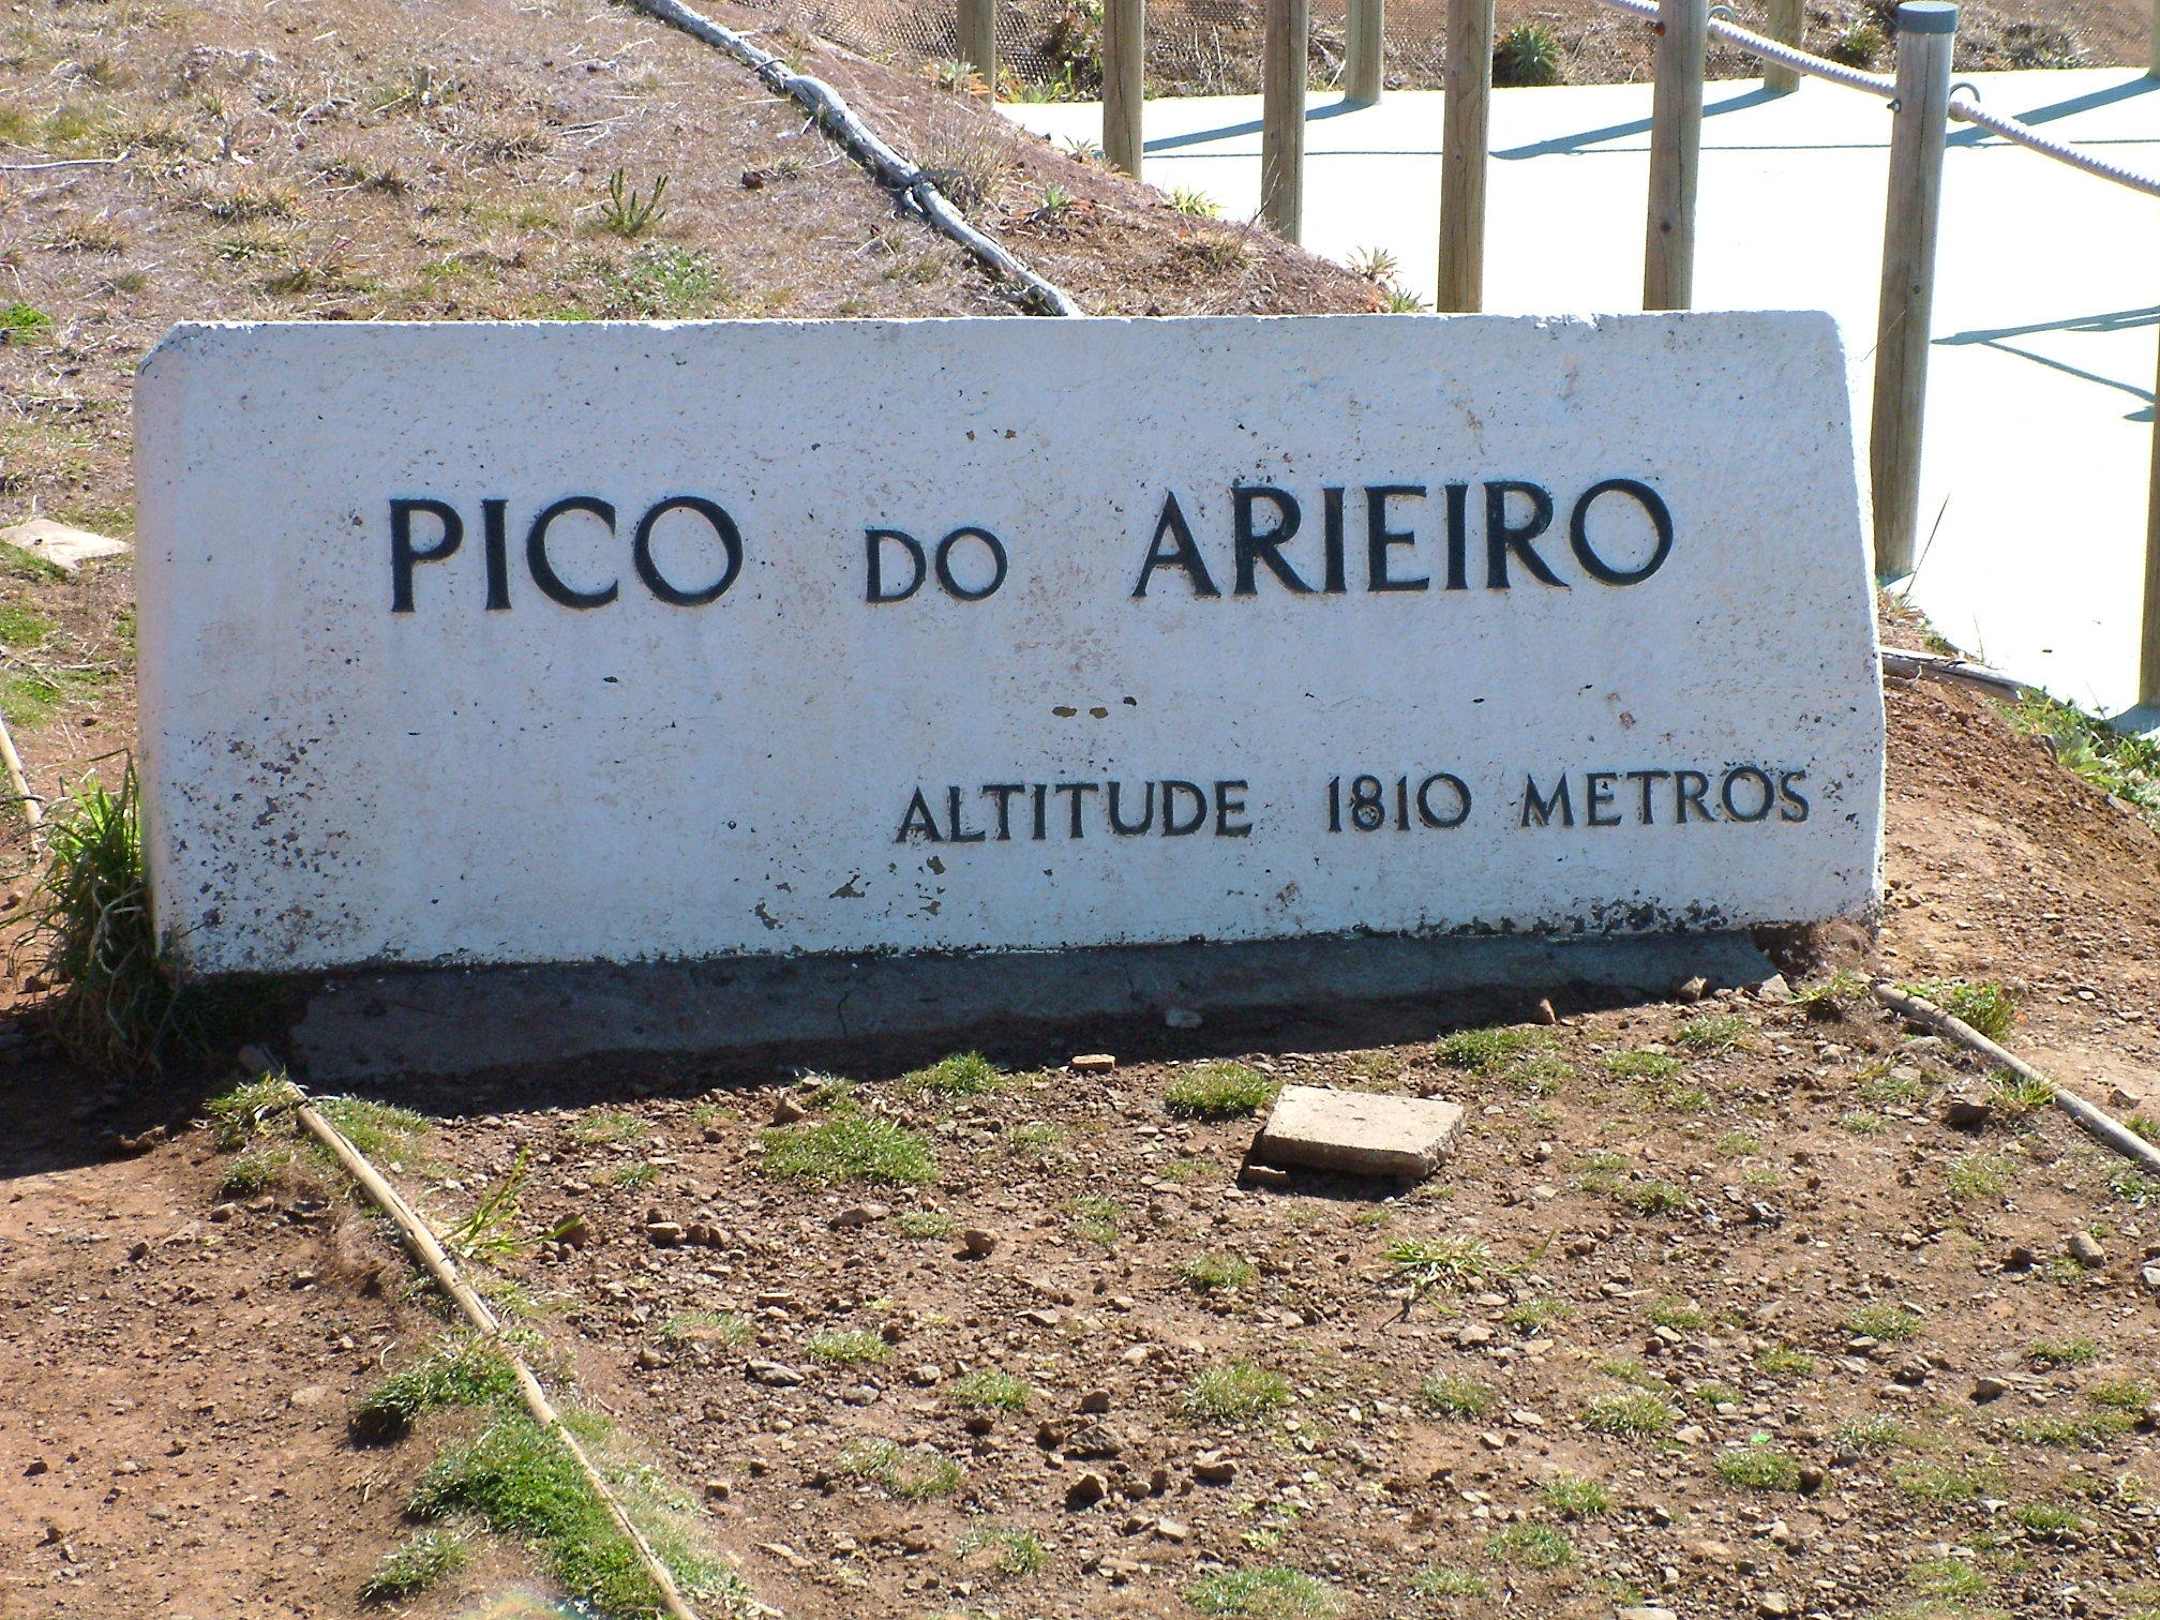 PICO DO ARIEIRO
ALTITUDE 1810 METROS